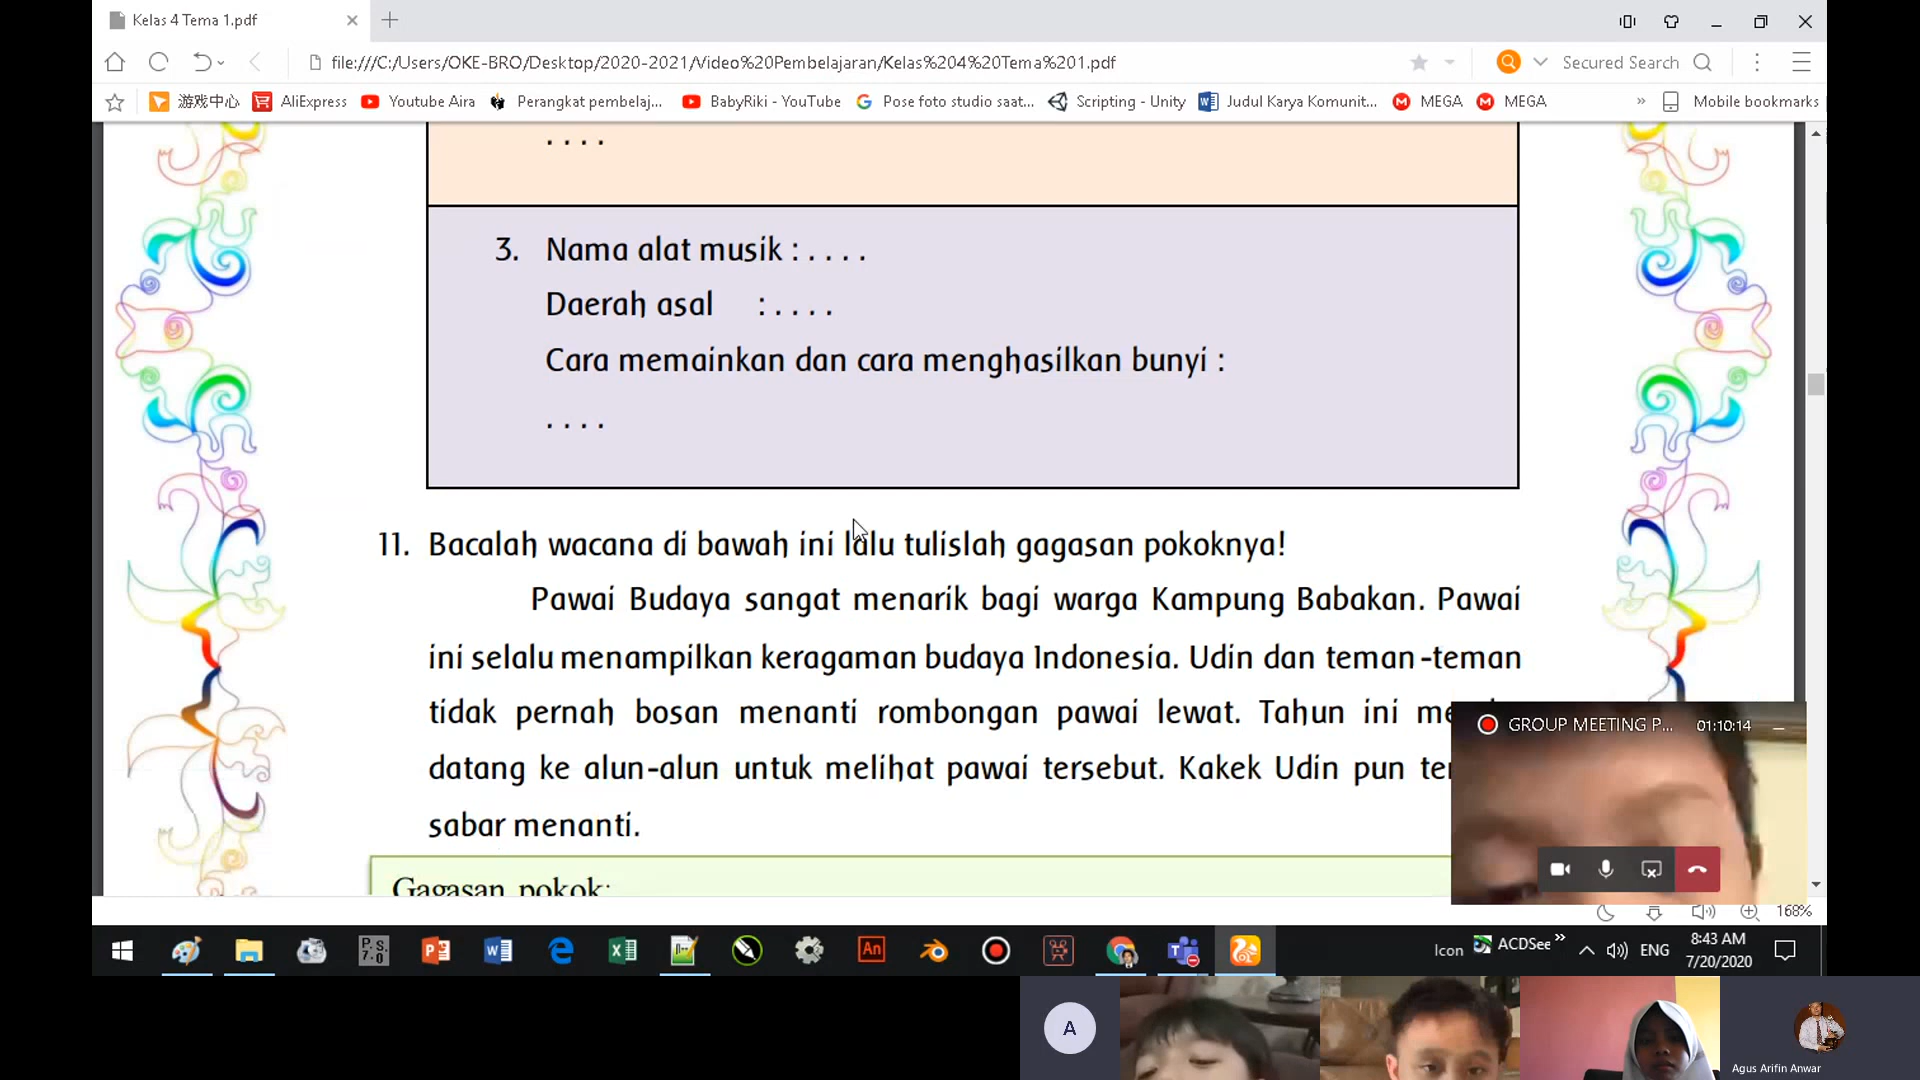 Kelas 4 Tema 1.pdf
file:///C:/Users/OKE-BRO/Desktop/2020-2021/Video%20Pembelajaran/Kelas%204%20Tema%201.pdf
Secured Search
游戏中心 AliExpress Youtube Aira Perangkat pembelaj... BabyRiki - YouTube Pose foto studio saat... Scripting - Unity Judul Karya Komunit... MEGA MEGA » Mobile bookmarks
. . . .
3. Nama alat musik : . . . .
Daerah asal : . . . .
Cara memainkan dan cara menghasilkan bunyi :
. . . .
11. Bacalah wacana di bawah ini lalu tulislah gagasan pokoknya!
Pawai Budaya sangat menarik bagi warga Kampung Babakan. Pawai
ini selalu menampilkan keragaman budaya Indonesia. Udin dan teman-teman
tidak pernah bosan menanti rombongan pawai lewat. Tahun ini
datang ke alun-alun untuk melihat pawai tersebut. Kakek Udin pun
sabar menanti.
Gagasan pokok:
GROUP MEETING P... 01:10:14
168%
Icon ACDSee » ENG
8:43 AM
7/20/2020
A
Agus Arifin Anwar